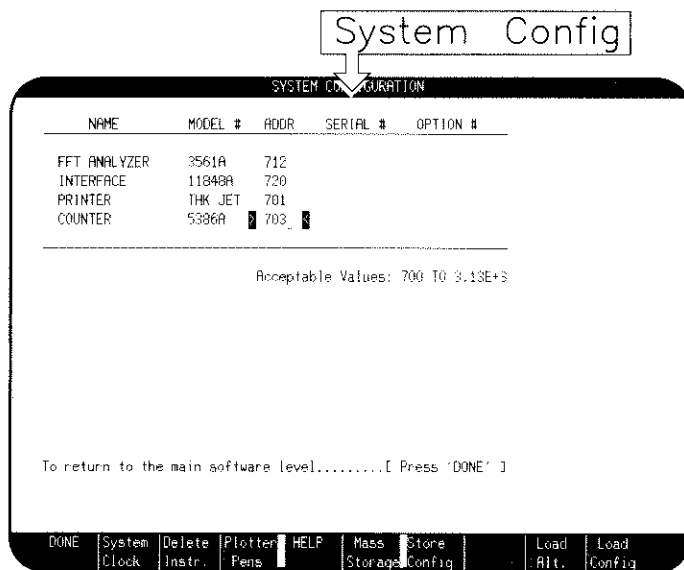 System Config
SYSTEM CONFIGURATION
NAME MODEL # ADDR SERIAL # OPTION #
FFT ANALYZER 3561A 712
INTERFACE 11848A 720
PRINTER THK JET 701
COUNTER 5386A > 703_ <
Acceptable Values: 700 TO 3.13E+3
To return to the main software level.........[ Press 'DONE' ]
DONE System Clock Delete Instr. Plotter Pens HELP Mass Storage Store Config Load Alt. Load Config